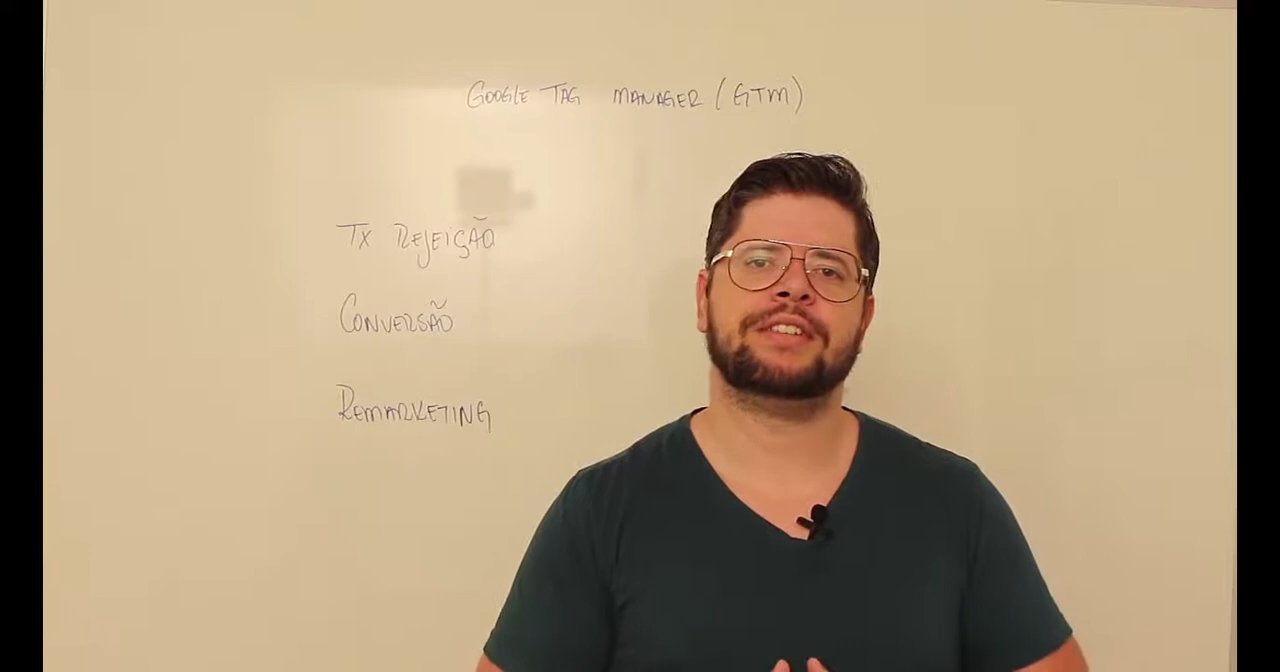 GOOGLE TAG MANAGER (GTM)
TX REJEIÇÃO
CONVERSÃO
REMARKETING